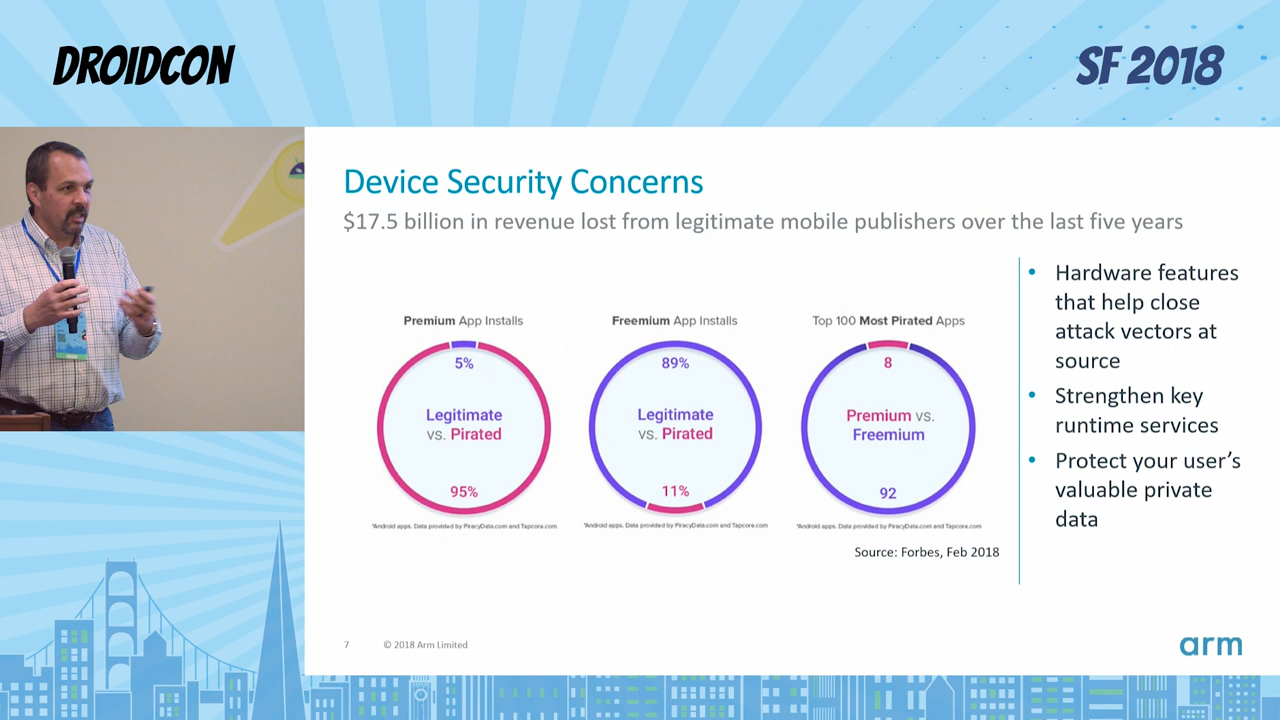 DROIDCON
SF 2018
Device Security Concerns
$17.5 billion in revenue lost from legitimate mobile publishers over the last five years
Premium App Installs
5%
Legitimate
vs. Pirated
95%
*Android apps. Data provided by PiracyData.com and Tapcore.com
Freemium App Installs
89%
Legitimate
vs. Pirated
11%
*Android apps. Data provided by PiracyData.com and Tapcore.com
Top 100 Most Pirated Apps
8
Premium vs.
Freemium
92
*Android apps. Data provided by PiracyData.com and Tapcore.com
Source: Forbes, Feb 2018
• Hardware features
that help close
attack vectors at
source
• Strengthen key
runtime services
• Protect your user’s
valuable private
data
7
© 2018 Arm Limited
arm